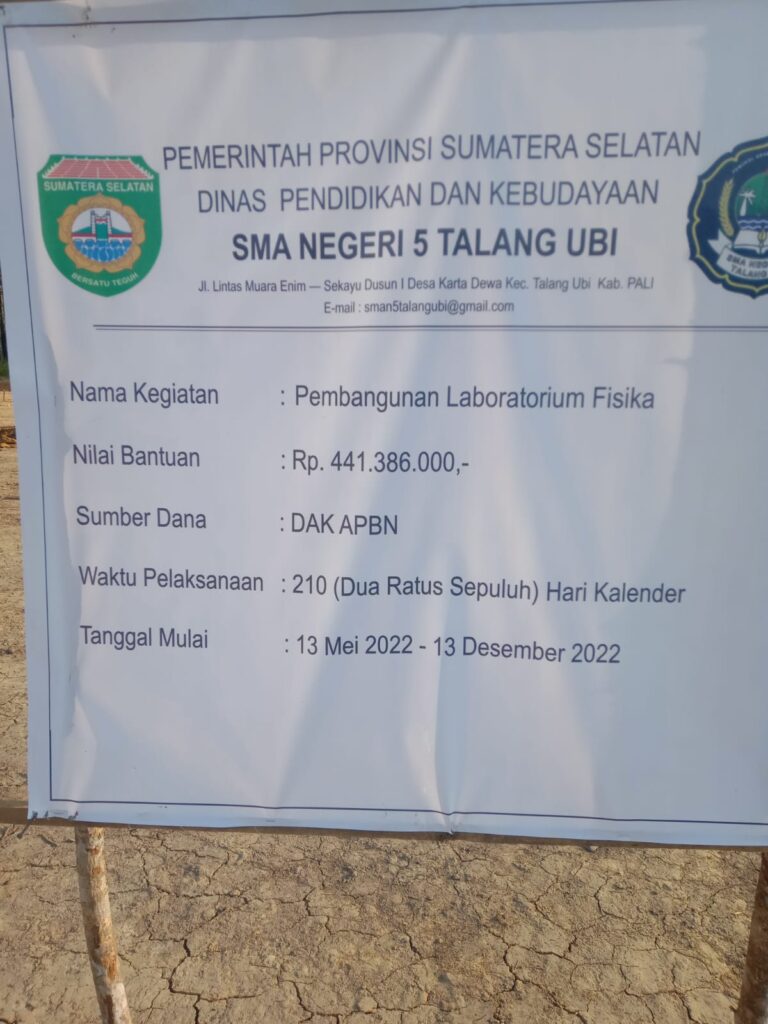 PEMERINTAH PROVINSI SUMATERA SELATAN
DINAS PENDIDIKAN DAN KEBUDAYAAN
SMA NEGERI 5 TALANG UBI
Jl. Lintas Muara Enim — Sekayu Dusun I Desa Karta Dewa Kec. Talang Ubi Kab. PALI
E-mail : sman5talangubi@gmail.com
SUMATERA SELATAN
BERSATU TEGUH
SMA NEG
TALANG
Nama Kegiatan : Pembangunan Laboratorium Fisika
Nilai Bantuan : Rp. 441.386.000,-
Sumber Dana : DAK APBN
Waktu Pelaksanaan : 210 (Dua Ratus Sepuluh) Hari Kalender
Tanggal Mulai : 13 Mei 2022 - 13 Desember 2022